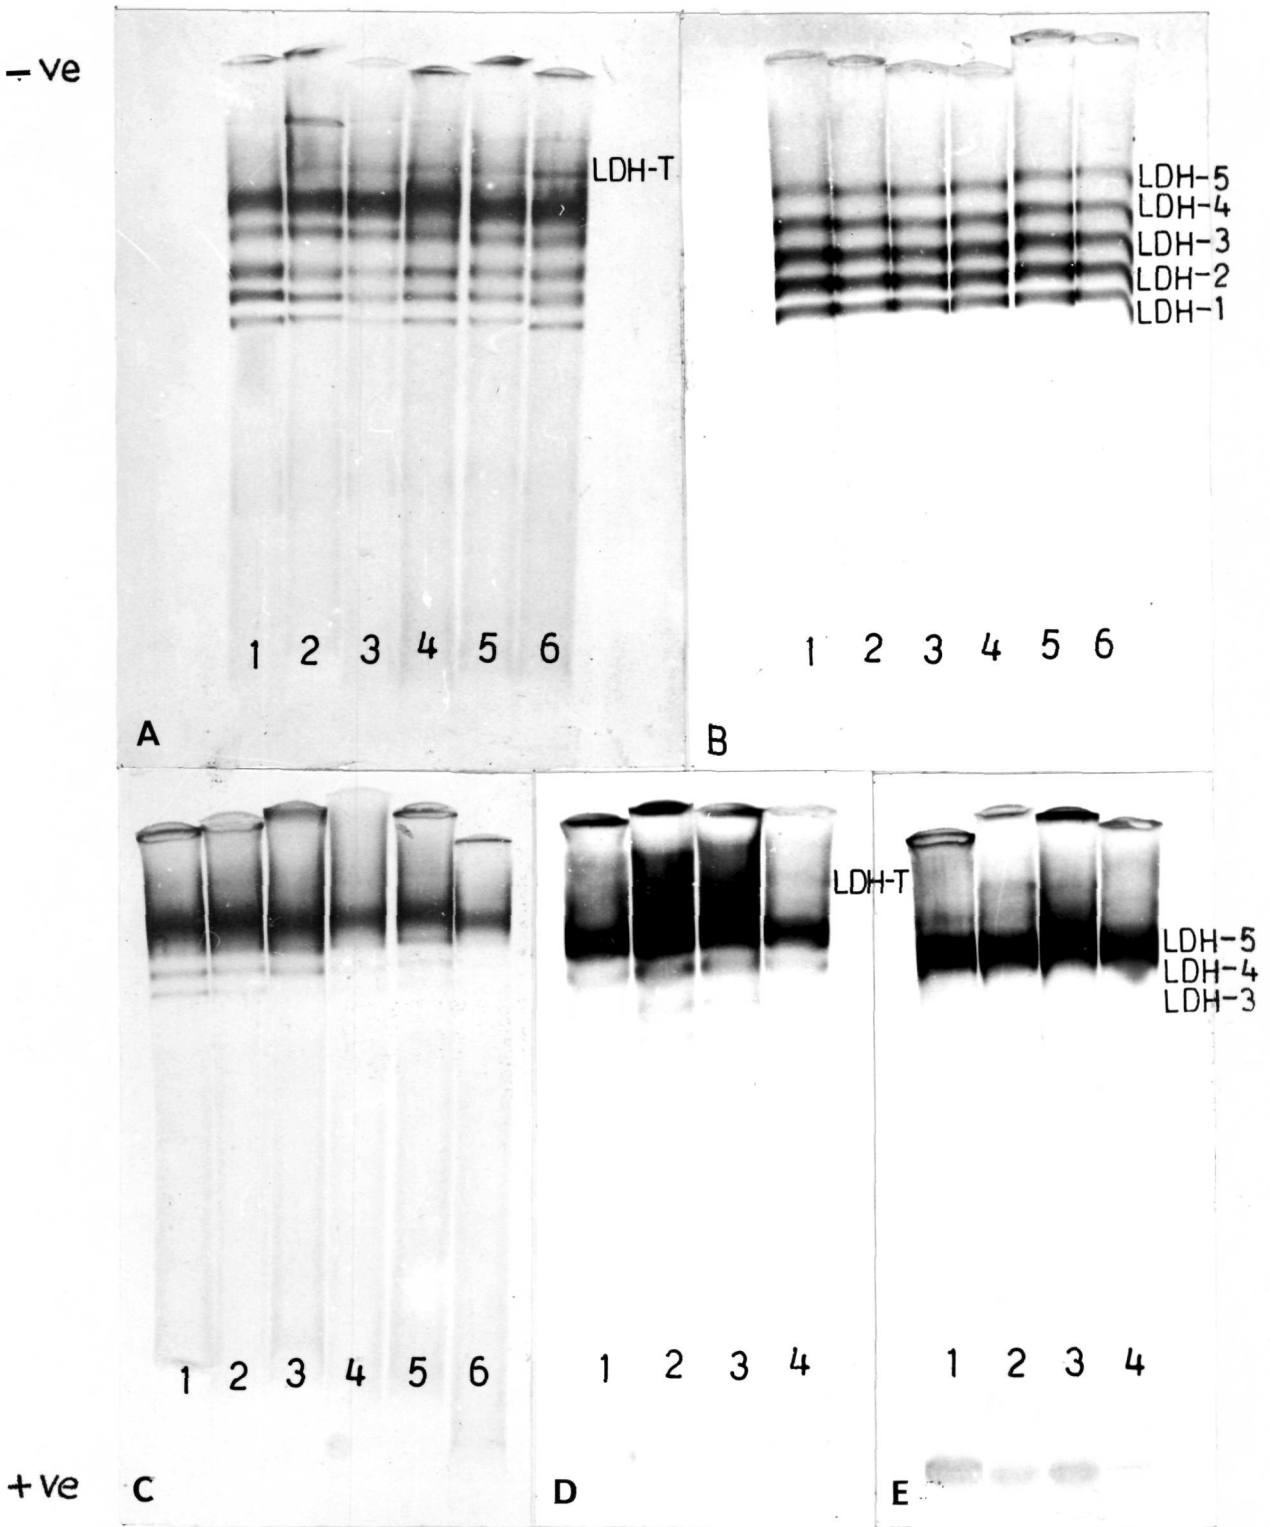 – ve
LDH-T
LDH-5
LDH-4
LDH-3
LDH-2
LDH-1
1 2 3 4 5 6
1 2 3 4 5 6
A
B
LDH-T
LDH-5
LDH-4
LDH-3
1 2 3 4 5 6
1 2 3 4
1 2 3 4
+ve
C
D
E